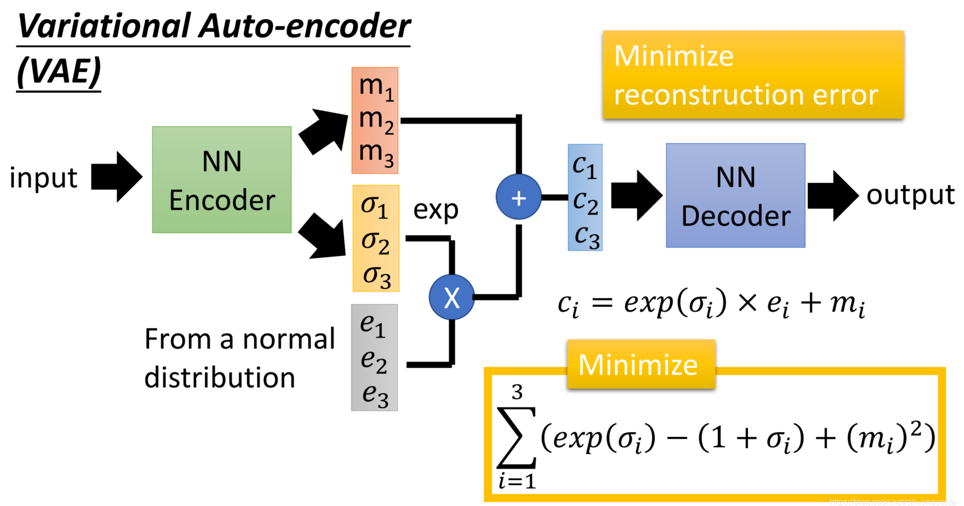 Variational Auto-encoder
(VAE)
Minimize
reconstruction error
input
NN
Encoder
m₁
m₂
m₃
σ₁
σ₂
σ₃
exp
+
X
c₁
c₂
c₃
NN
Decoder
output
From a normal
distribution
e₁
e₂
e₃
cᵢ = exp(σᵢ) × eᵢ + mᵢ
Minimize
3
∑(exp(σᵢ) − (1 + σᵢ) + (mᵢ)²)
i=1